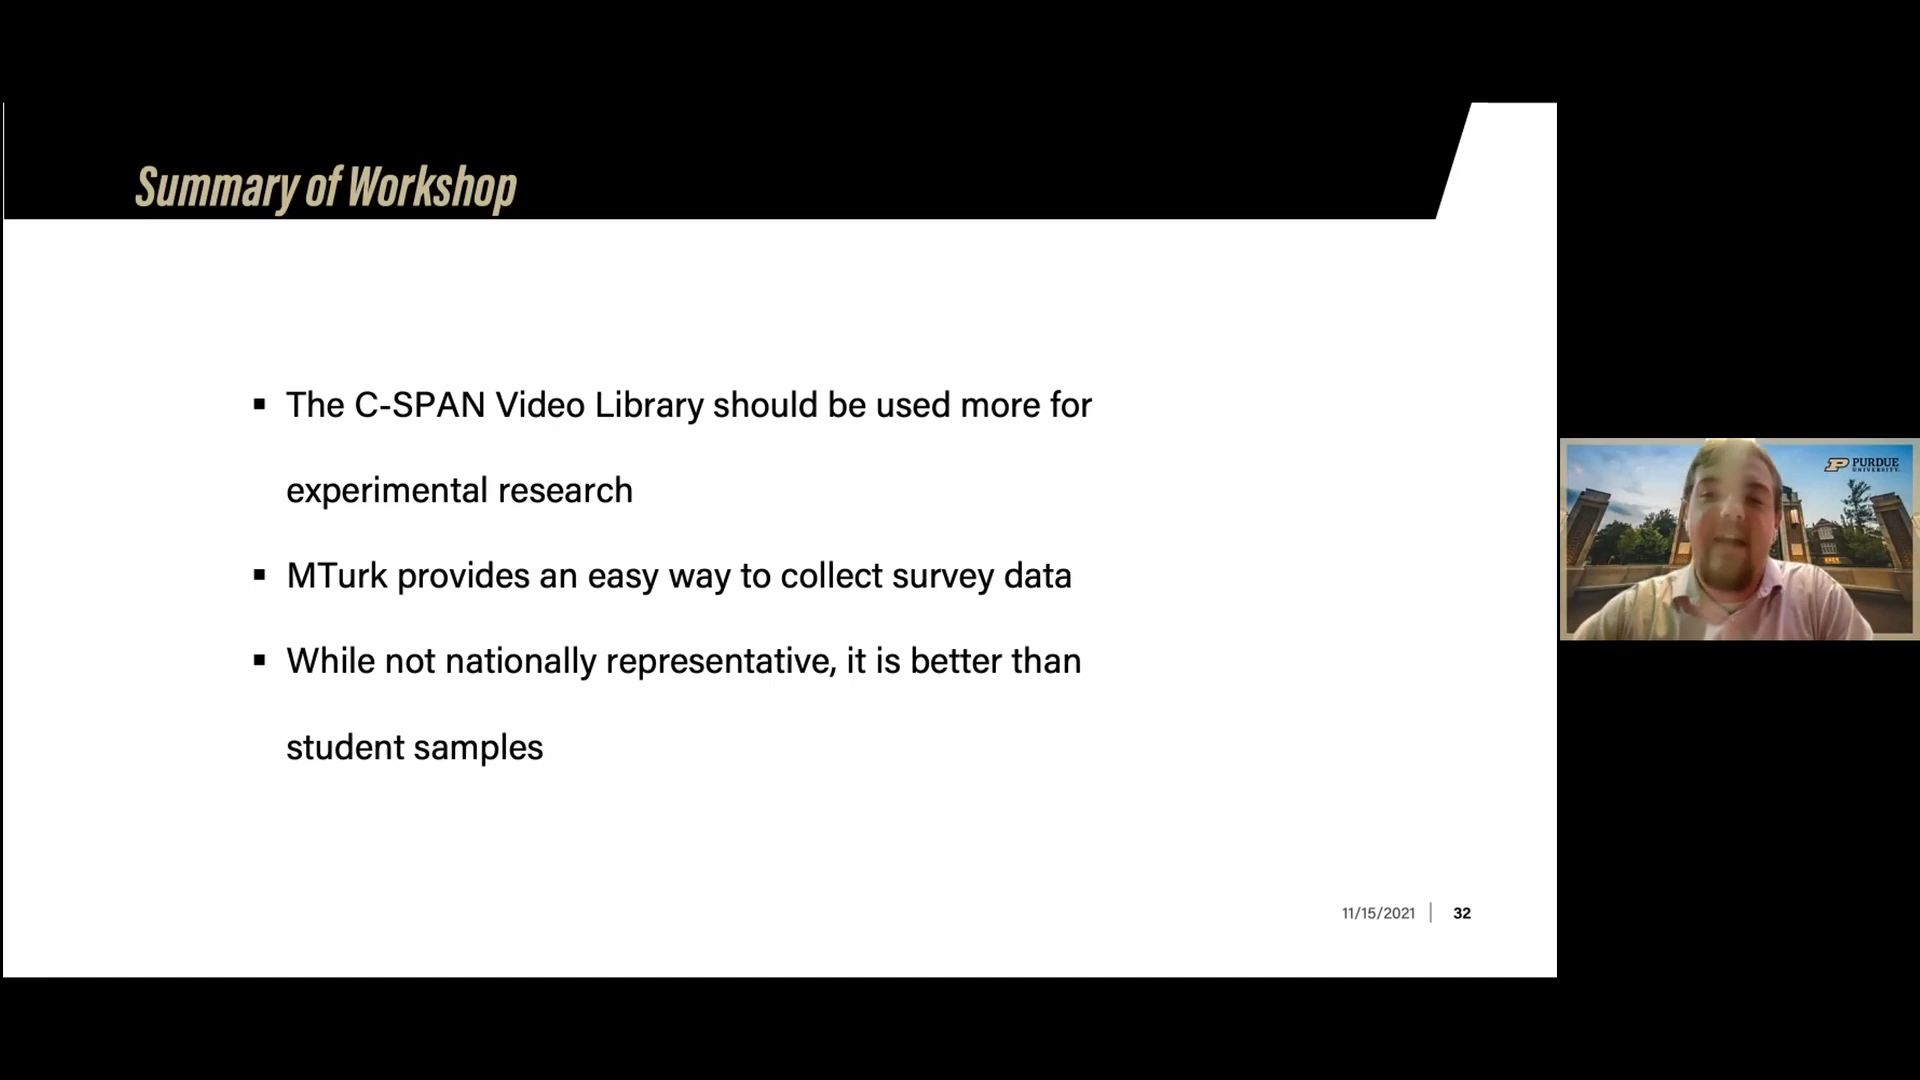 Summary of Workshop
▪ The C-SPAN Video Library should be used more for
experimental research
▪ MTurk provides an easy way to collect survey data
▪ While not nationally representative, it is better than
student samples
11/15/2021 | 32
PURDUE
UNIVERSITY